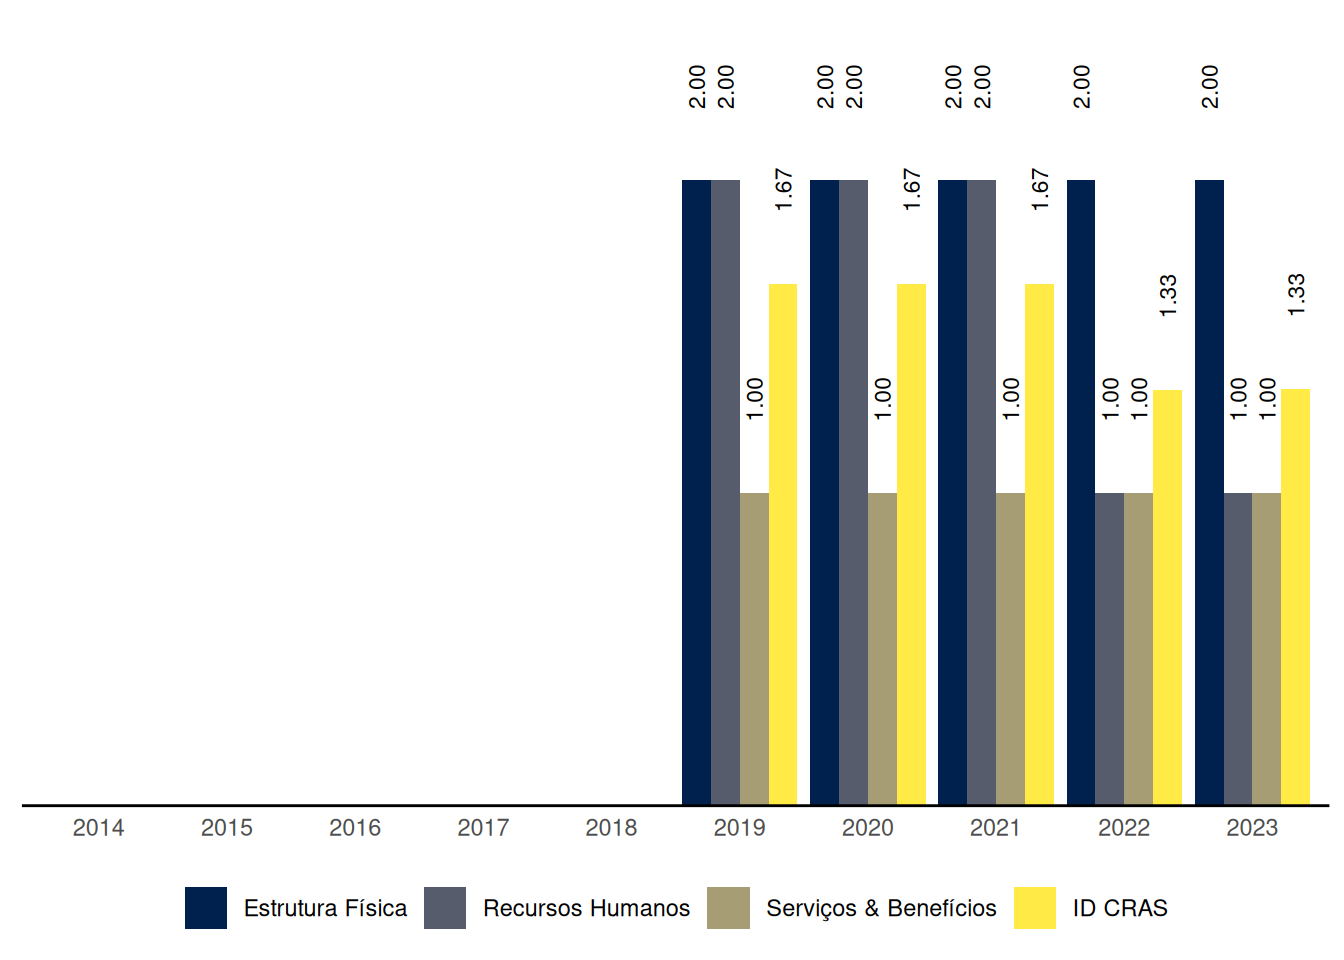 2.00 2.00 2.00 2.00 2.00 2.00 2.00 2.00
1.67 1.67 1.67
1.33 1.33
1.00 1.00 1.00 1.00 1.00 1.00 1.00
2014 2015 2016 2017 2018 2019 2020 2021 2022 2023
Estrutura Física Recursos Humanos Serviços & Benefícios ID CRAS